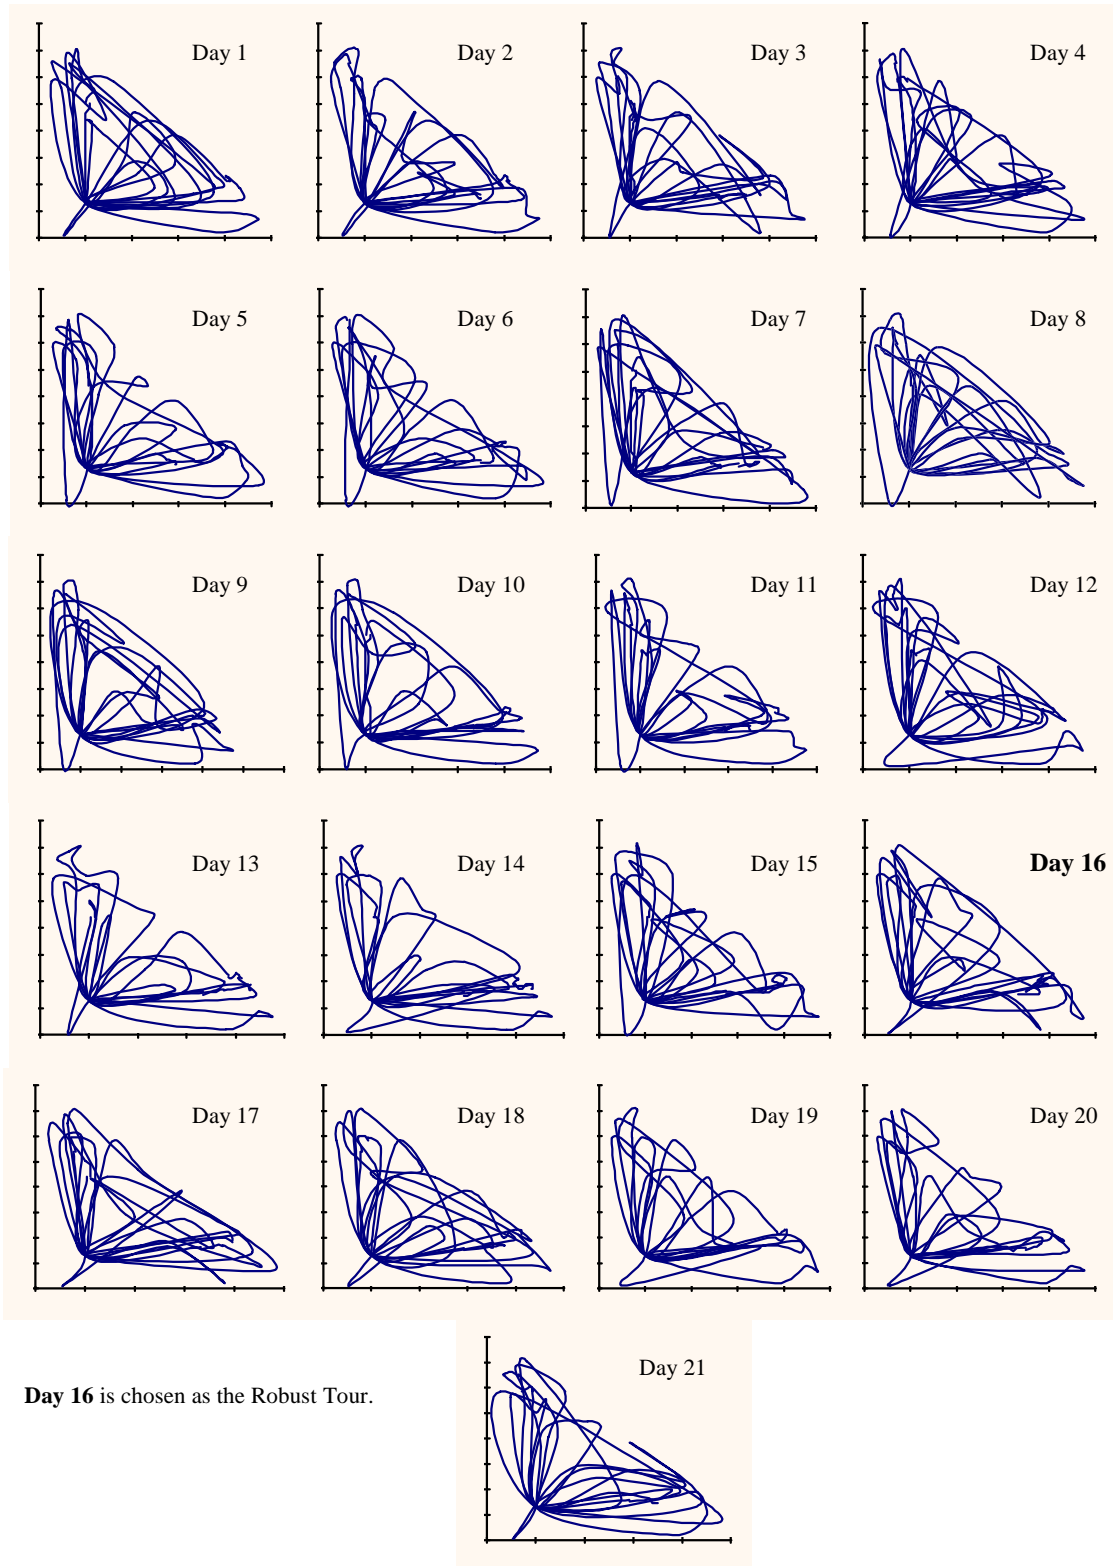 Day 1
Day 2
Day 3
Day 4
Day 5
Day 6
Day 7
Day 8
Day 9
Day 10
Day 11
Day 12
Day 13
Day 14
Day 15
Day 16
Day 17
Day 18
Day 19
Day 20
Day 21
Day 16 is chosen as the Robust Tour.